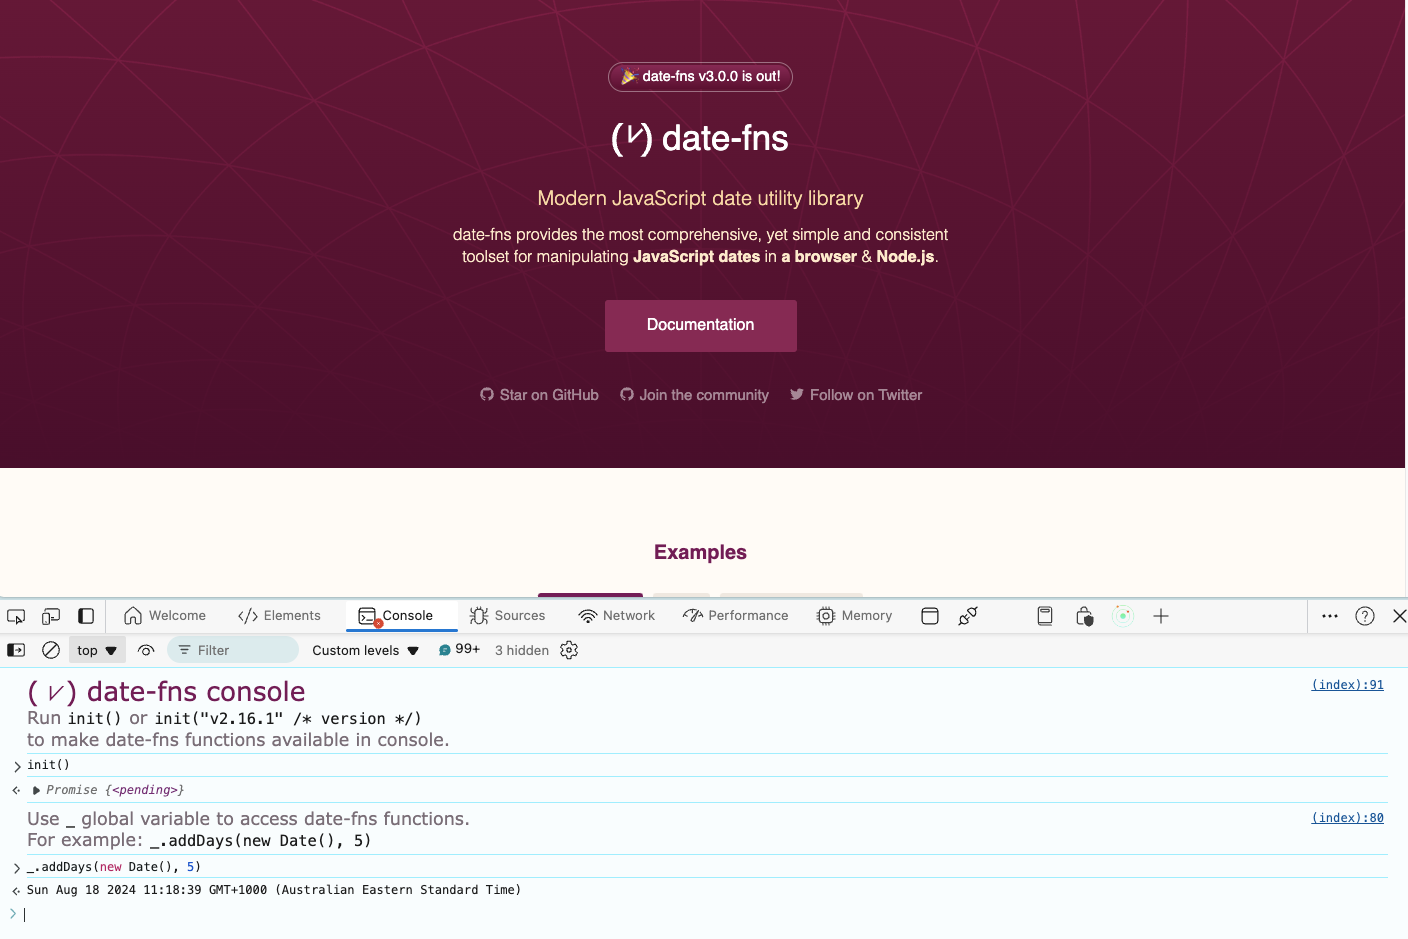 🎉 date-fns v3.0.0 is out!
date-fns
Modern JavaScript date utility library
date-fns provides the most comprehensive, yet simple and consistent
toolset for manipulating JavaScript dates in a browser & Node.js.
Documentation
Star on GitHub Join the community Follow on Twitter
Examples
Welcome </> Elements Console Sources Network Performance Memory
top Filter Custom levels 99+ 3 hidden
date-fns console (index):91
Run init() or init("v2.16.1" /* version */)
to make date-fns functions available in console.
init()
Promise {<pending>}
Use _ global variable to access date-fns functions. (index):80
For example: _.addDays(new Date(), 5)
_.addDays(new Date(), 5)
Sun Aug 18 2024 11:18:39 GMT+1000 (Australian Eastern Standard Time)